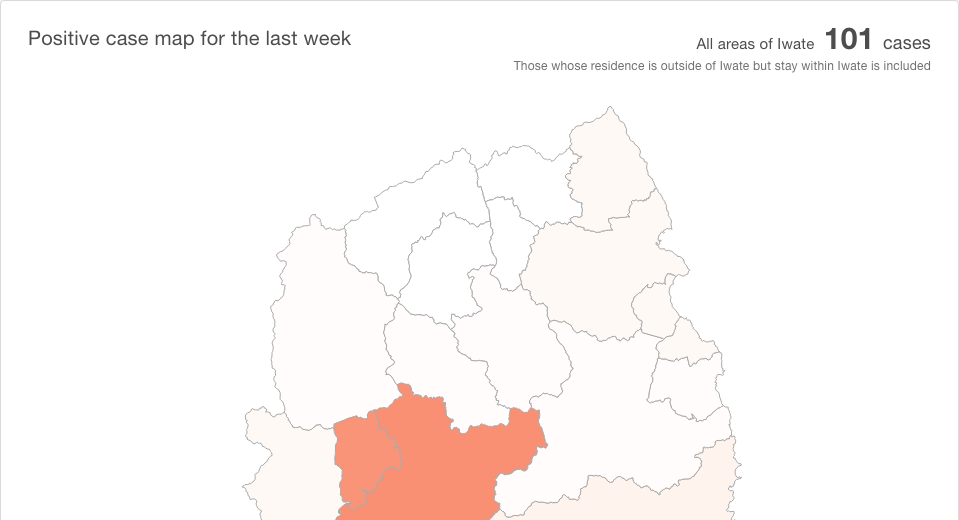 Positive case map for the last week
All areas of Iwate 101 cases
Those whose residence is outside of Iwate but stay within Iwate is included